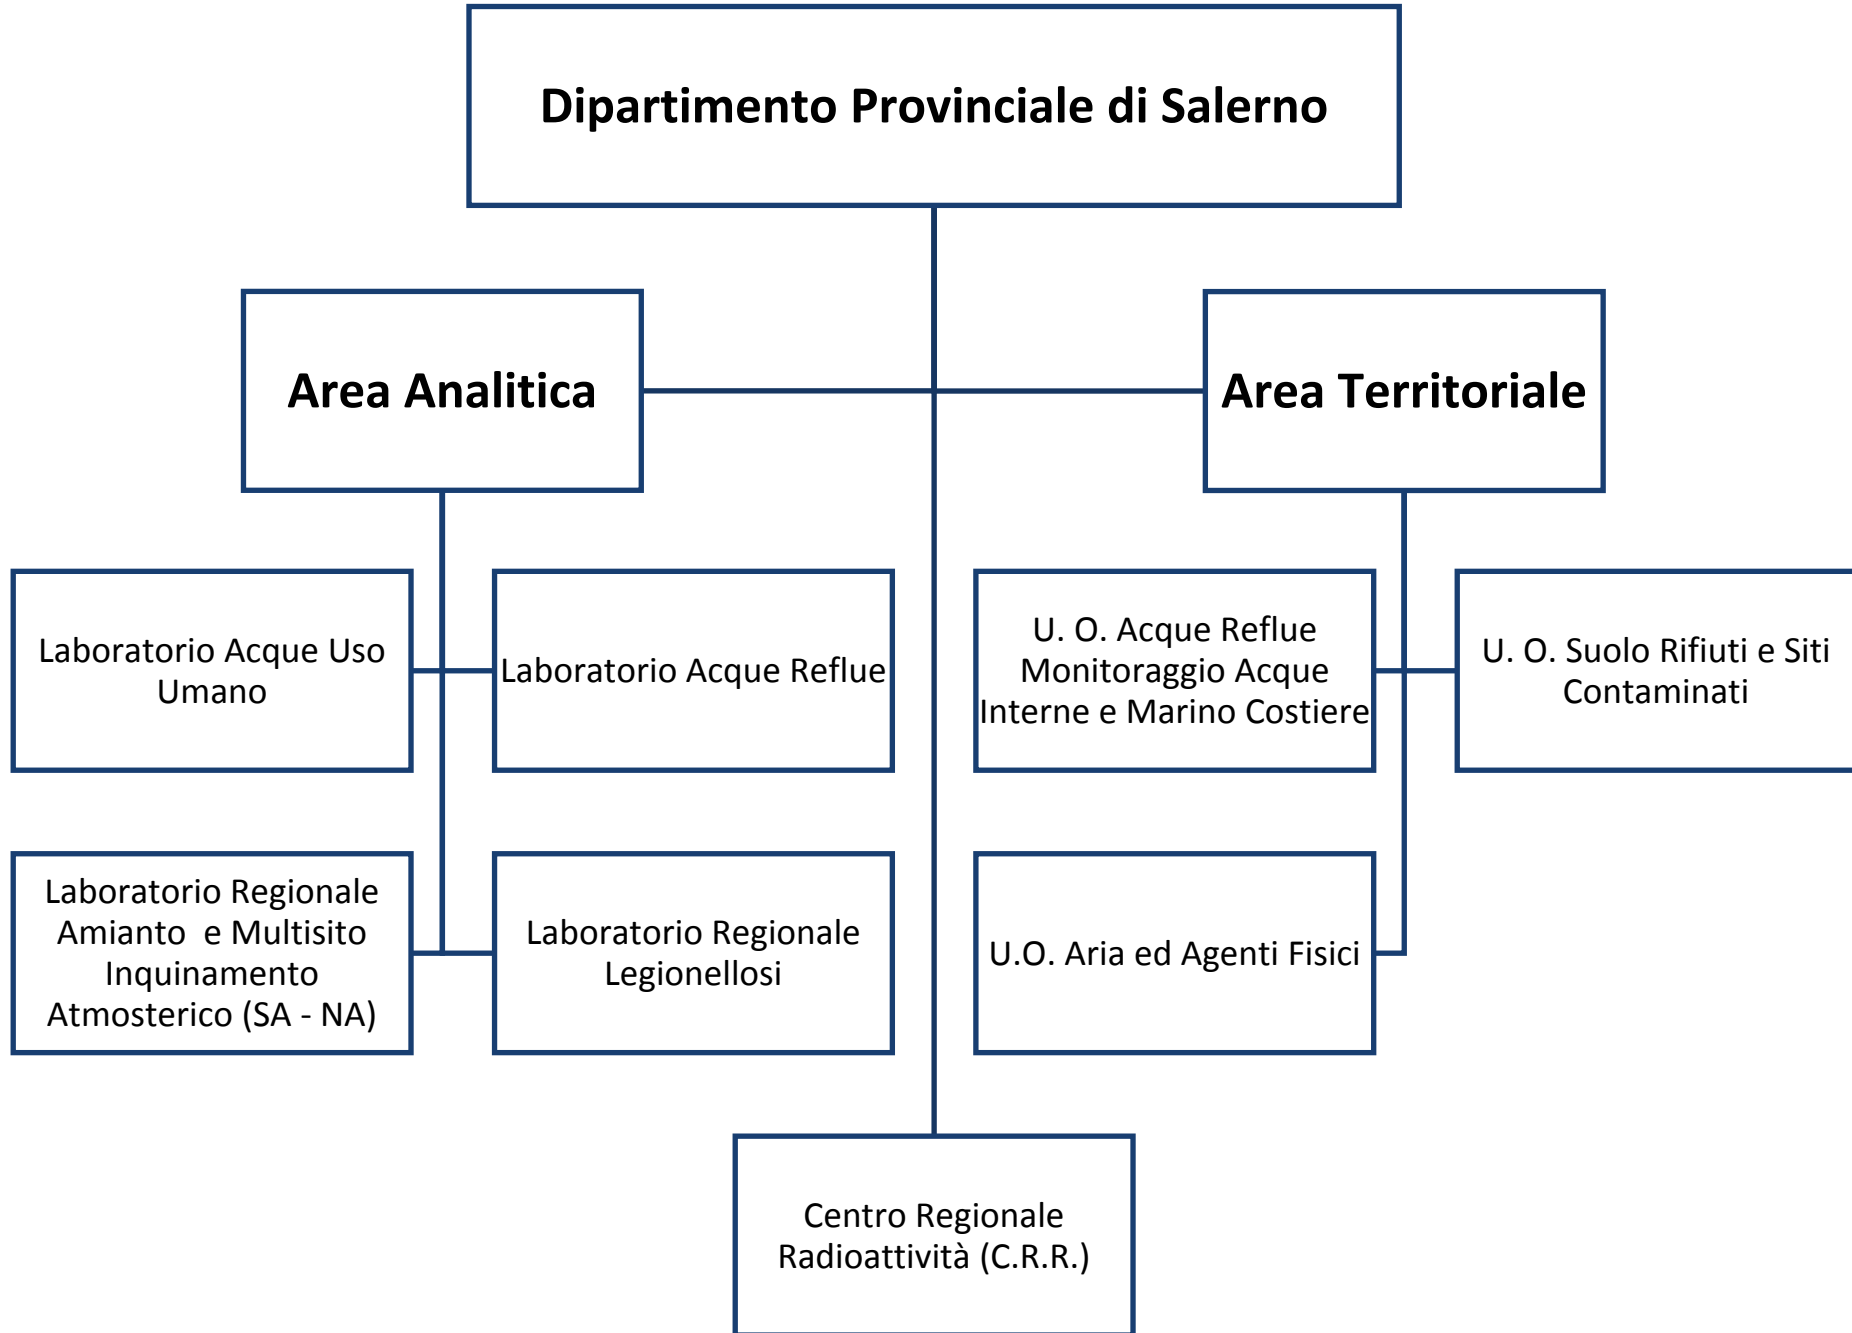 Dipartimento Provinciale di Salerno
Area Analitica
Area Territoriale
Laboratorio Acque Uso
Umano
Laboratorio Acque Reflue
U. O. Acque Reflue
Monitoraggio Acque
Interne e Marino Costiere
U. O. Suolo Rifiuti e Siti
Contaminati
Laboratorio Regionale
Amianto  e Multisito
Inquinamento
Atmosterico (SA - NA)
Laboratorio Regionale
Legionellosi
U.O. Aria ed Agenti Fisici
Centro Regionale
Radioattività (C.R.R.)